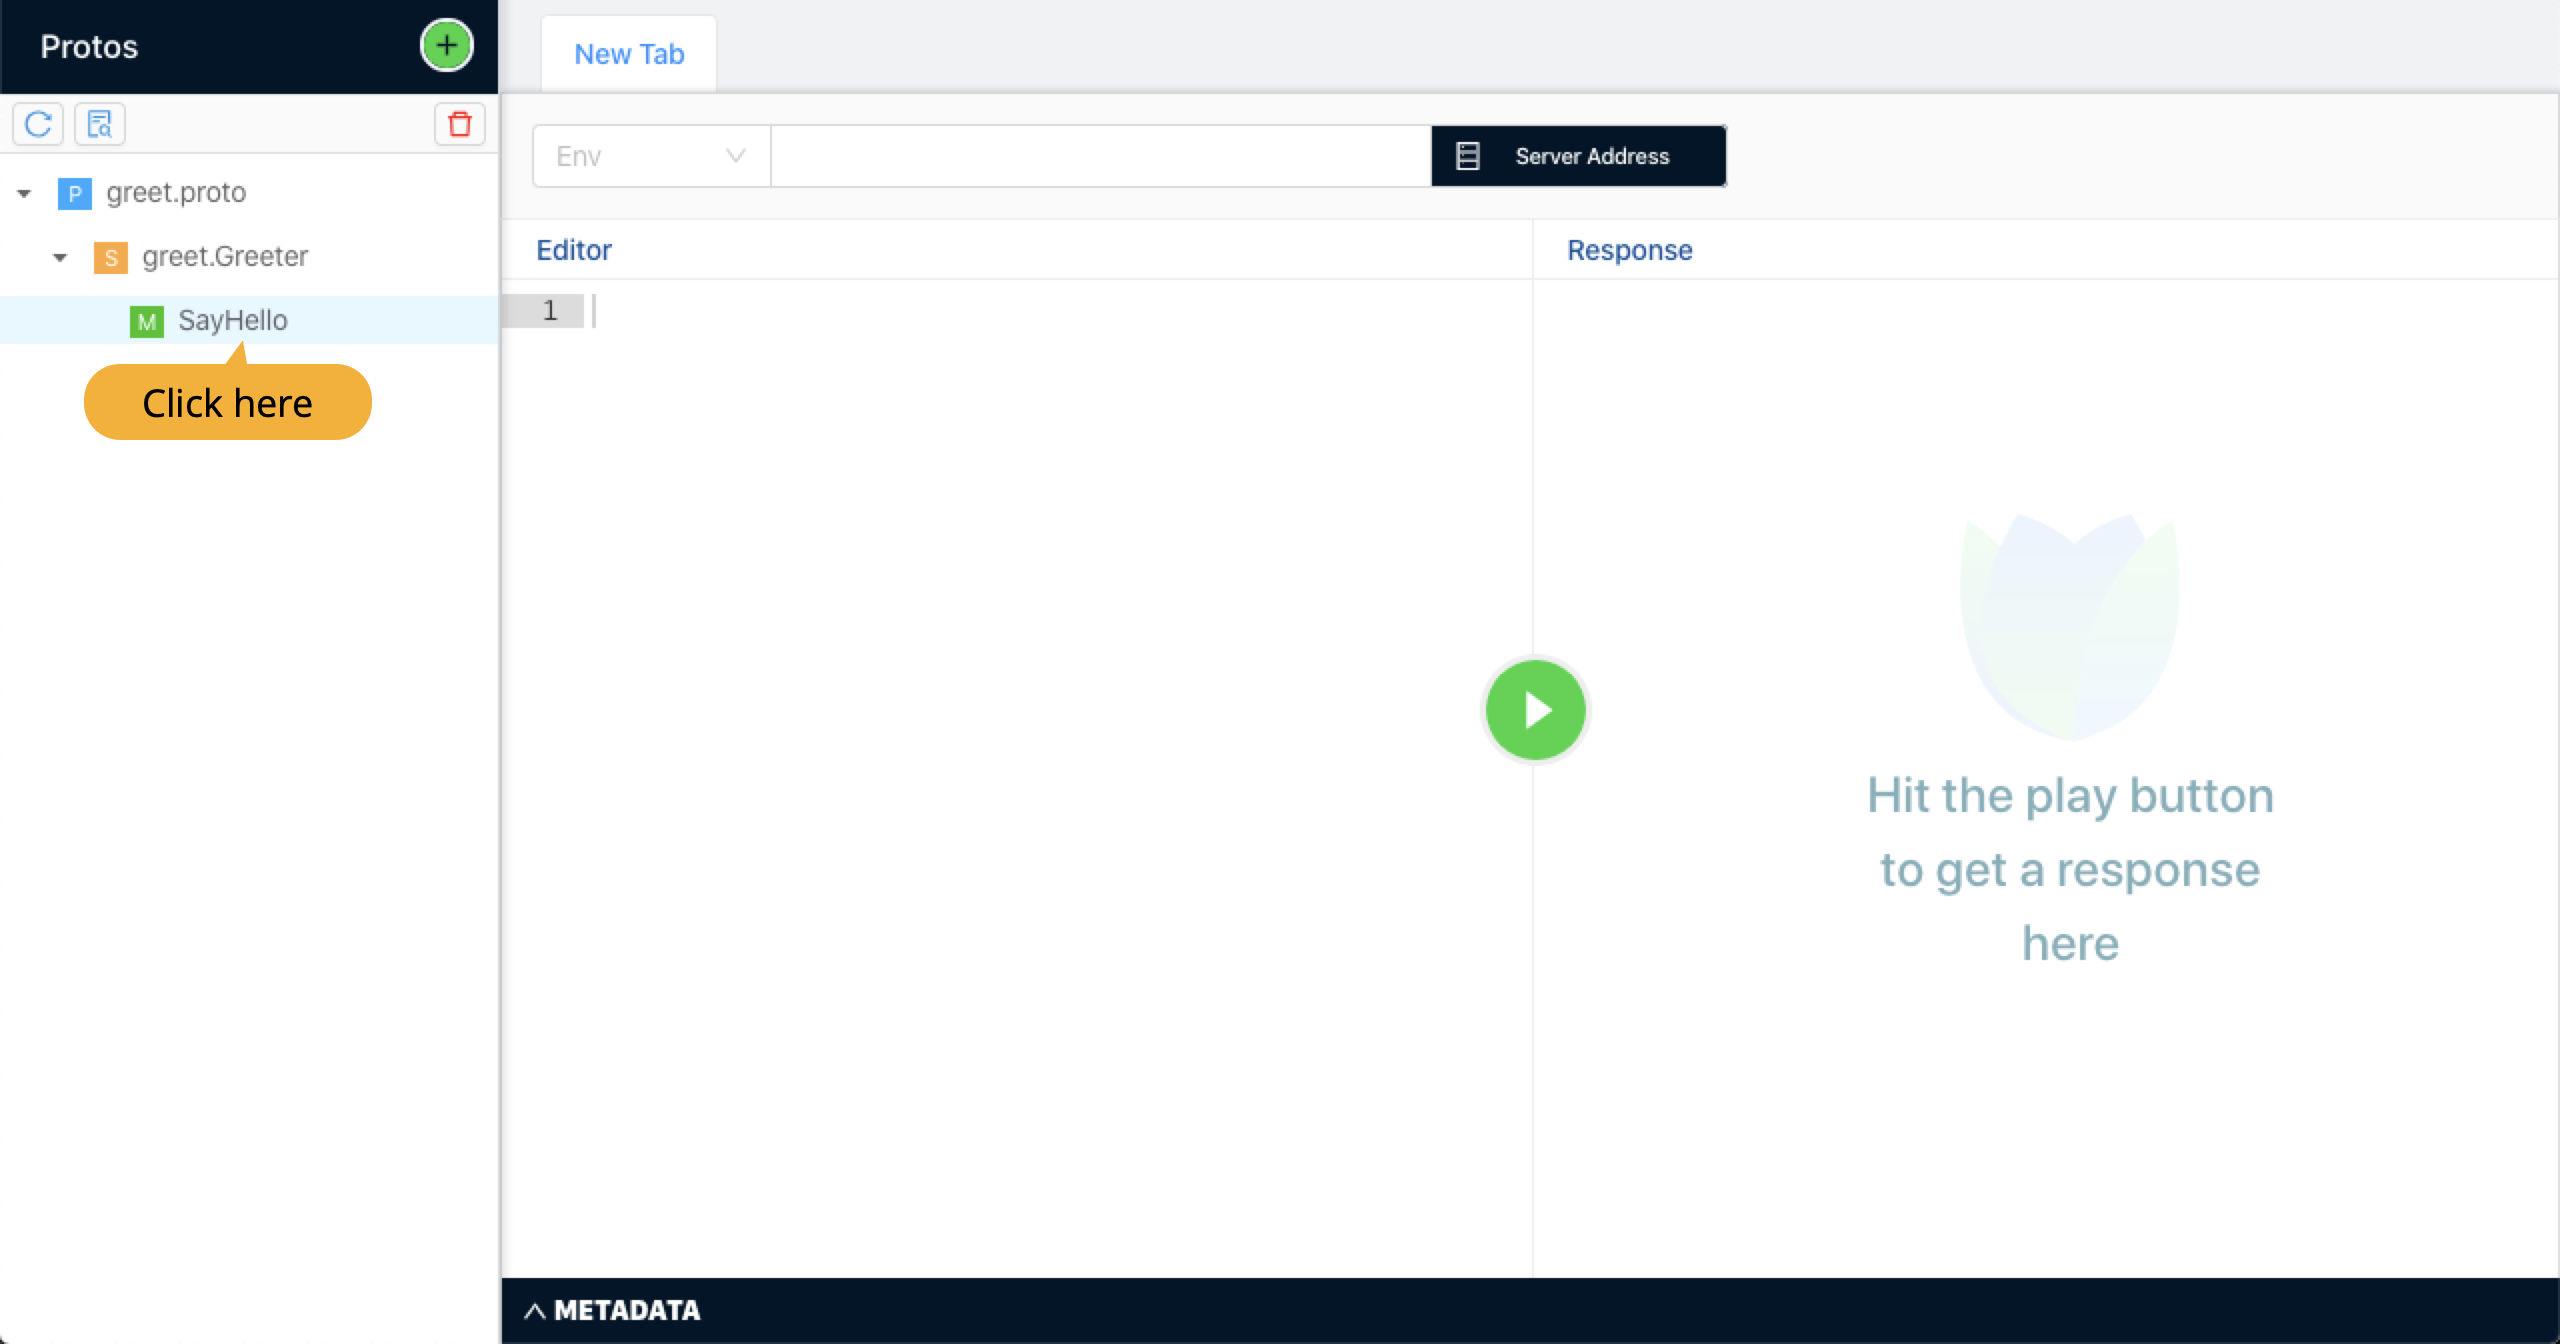 Protos
New Tab
Env
Server Address
P greet.proto
S greet.Greeter
M SayHello
Click here
Editor
Response
1
Hit the play button
to get a response
here
METADATA